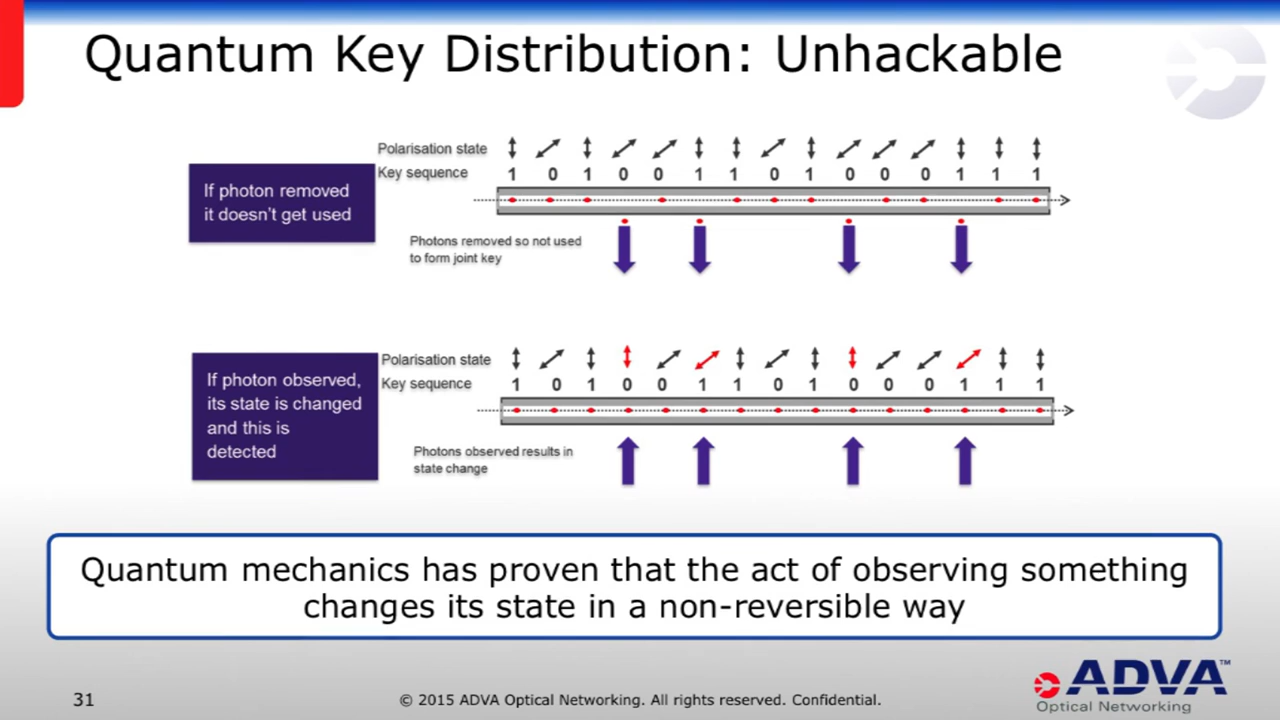 Quantum Key Distribution: Unhackable
Polarisation state
Key sequence 1 0 1 0 0 1 1 0 1 0 0 0 1 1 1
If photon removed
it doesn't get used
Photons removed so not used
to form joint key
Polarisation state
Key sequence 1 0 1 0 0 1 1 0 1 0 0 0 1 1 1
If photon observed,
its state is changed
and this is
detected
Photons observed results in
state change
Quantum mechanics has proven that the act of observing something
changes its state in a non-reversible way
31
© 2015 ADVA Optical Networking. All rights reserved. Confidential.
ADVA™
Optical Networking